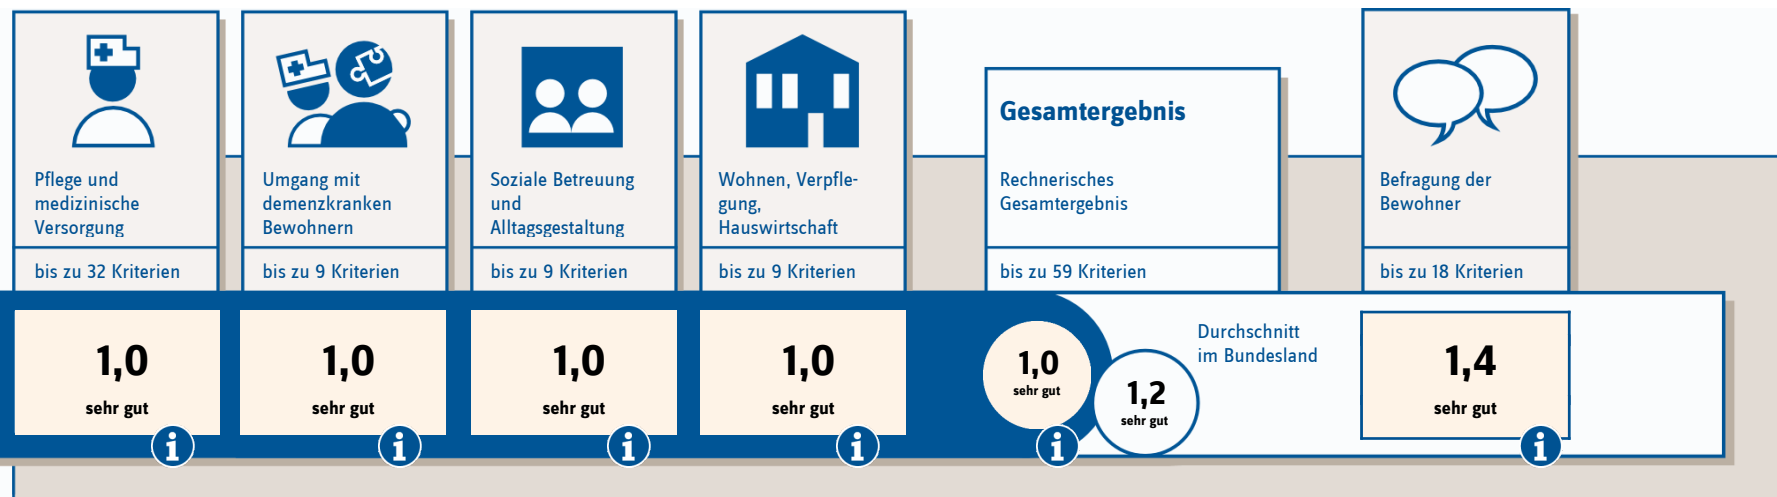 Pflege und
medizinische
Versorgung
bis zu 32 Kriterien
1,0
sehr gut
i
Umgang mit
demenzkranken
Bewohnern
bis zu 9 Kriterien
1,0
sehr gut
i
Soziale Betreuung
und
Alltagsgestaltung
bis zu 9 Kriterien
1,0
sehr gut
i
Wohnen, Verpfle-
gung,
Hauswirtschaft
bis zu 9 Kriterien
1,0
sehr gut
i
Gesamtergebnis
Rechnerisches
Gesamtergebnis
bis zu 59 Kriterien
1,0
sehr gut
i
1,2
sehr gut
Durchschnitt
im Bundesland
Befragung der
Bewohner
bis zu 18 Kriterien
1,4
sehr gut
i